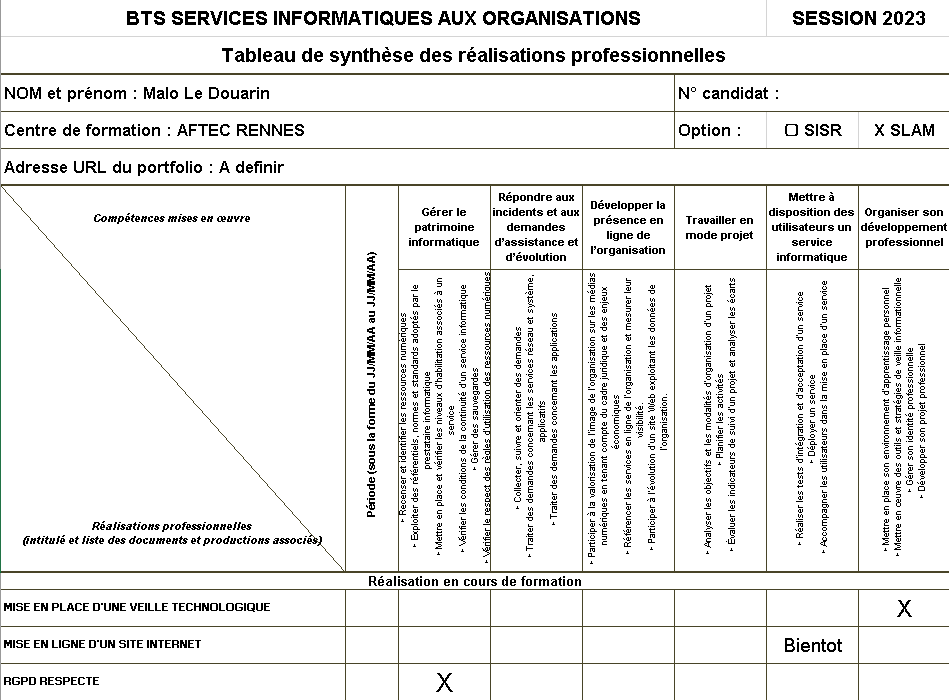 BTS SERVICES INFORMATIQUES AUX ORGANISATIONS
SESSION 2023
Tableau de synthèse des réalisations professionnelles
NOM et prénom : Malo Le Douarin
N° candidat :
Centre de formation : AFTEC RENNES
Option :
☐ SISR
X SLAM
Adresse URL du portfolio : A definir
Compétences mises en œuvre
Réalisations professionnelles
(intitulé et liste des documents et productions associés)
Période (sous la forme du JJ/MM/AA au JJ/MM/AA)
Gérer le
patrimoine
informatique
Répondre aux
incidents et aux
demandes
d'assistance et
d'évolution
Développer la
présence en
ligne de
l'organisation
Travailler en
mode projet
Mettre à
disposition des
utilisateurs un
service
informatique
Organiser son
développement
professionnel
‣ Recenser et identifier les ressources numériques
‣ Exploiter des référentiels, normes et standards adoptés par le
prestataire informatique
‣ Mettre en place et vérifier les niveaux d'habilitation associés à un
service
‣ Vérifier les conditions de la continuité d'un service informatique
‣ Gérer des sauvegardes
‣ Vérifier le respect des règles d'utilisation des ressources numériques
‣ Collecter, suivre et orienter des demandes
‣ Traiter des demandes concernant les services réseau et système,
applicatifs
‣ Traiter des demandes concernant les applications
‣ Participer à la valorisation de l'image de l'organisation sur les médias
numériques en tenant compte du cadre juridique et des enjeux
économiques
‣ Référencer les services en ligne de l'organisation et mesurer leur
visibilité.
‣ Participer à l'évolution d'un site Web exploitant les données de
l'organisation.
‣ Analyser les objectifs et les modalités d'organisation d'un projet
‣ Planifier les activités
‣ Évaluer les indicateurs de suivi d'un projet et analyser les écarts
‣ Réaliser les tests d'intégration et d'acceptation d'un service
‣ Déployer un service
‣ Accompagner les utilisateurs dans la mise en place d'un service
‣ Mettre en place son environnement d'apprentissage personnel
‣ Mettre en œuvre des outils et stratégies de veille informationnelle
‣ Gérer son identité professionnelle
‣ Développer son projet professionnel
Réalisation en cours de formation
MISE EN PLACE D'UNE VEILLE TECHNOLOGIQUE
X
MISE EN LIGNE D'UN SITE INTERNET
Bientot
RGPD RESPECTE
X